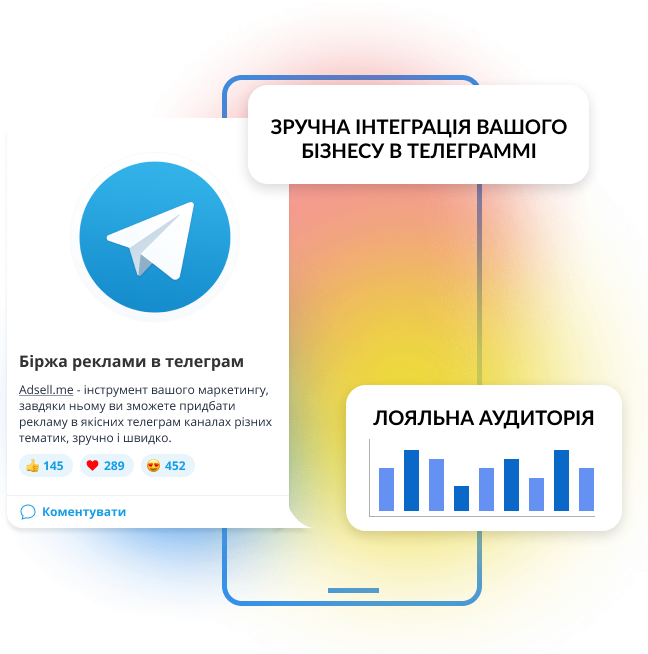 ЗРУЧНА ІНТЕГРАЦІЯ ВАШОГО
БІЗНЕСУ В ТЕЛЕГРАММІ
Біржа реклами в телеграм
Adsell.me - інструмент вашого маркетингу,
завдяки ньому ви зможете придбати
рекламу в якісних телеграм каналах різних
тематик, зручно і швидко.
145 289 452
Коментувати
ЛОЯЛЬНА АУДИТОРІЯ